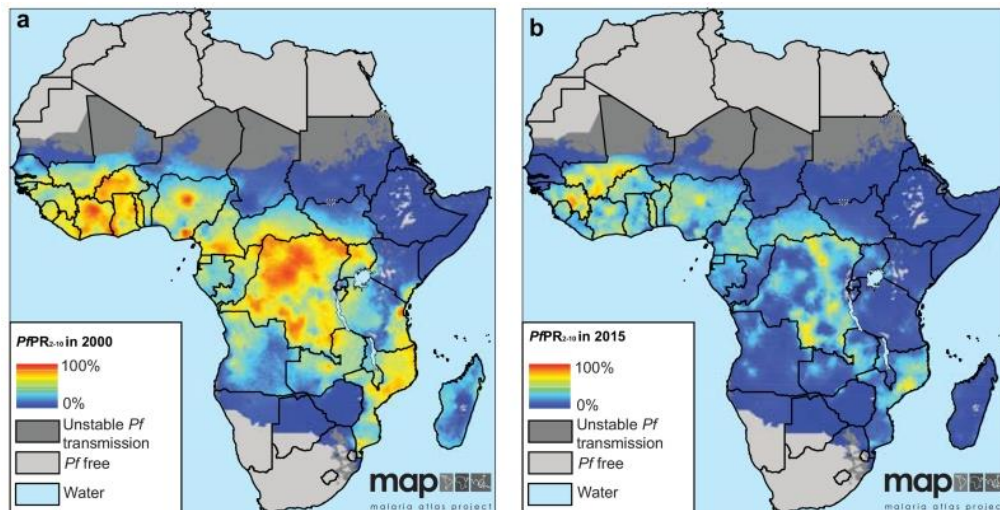 a
PfPR2-10 in 2000
100%
0%
Unstable Pf
transmission
Pf free
Water
map
malaria atlas project
b
PfPR2-10 in 2015
100%
0%
Unstable Pf
transmission
Pf free
Water
map
malaria atlas project